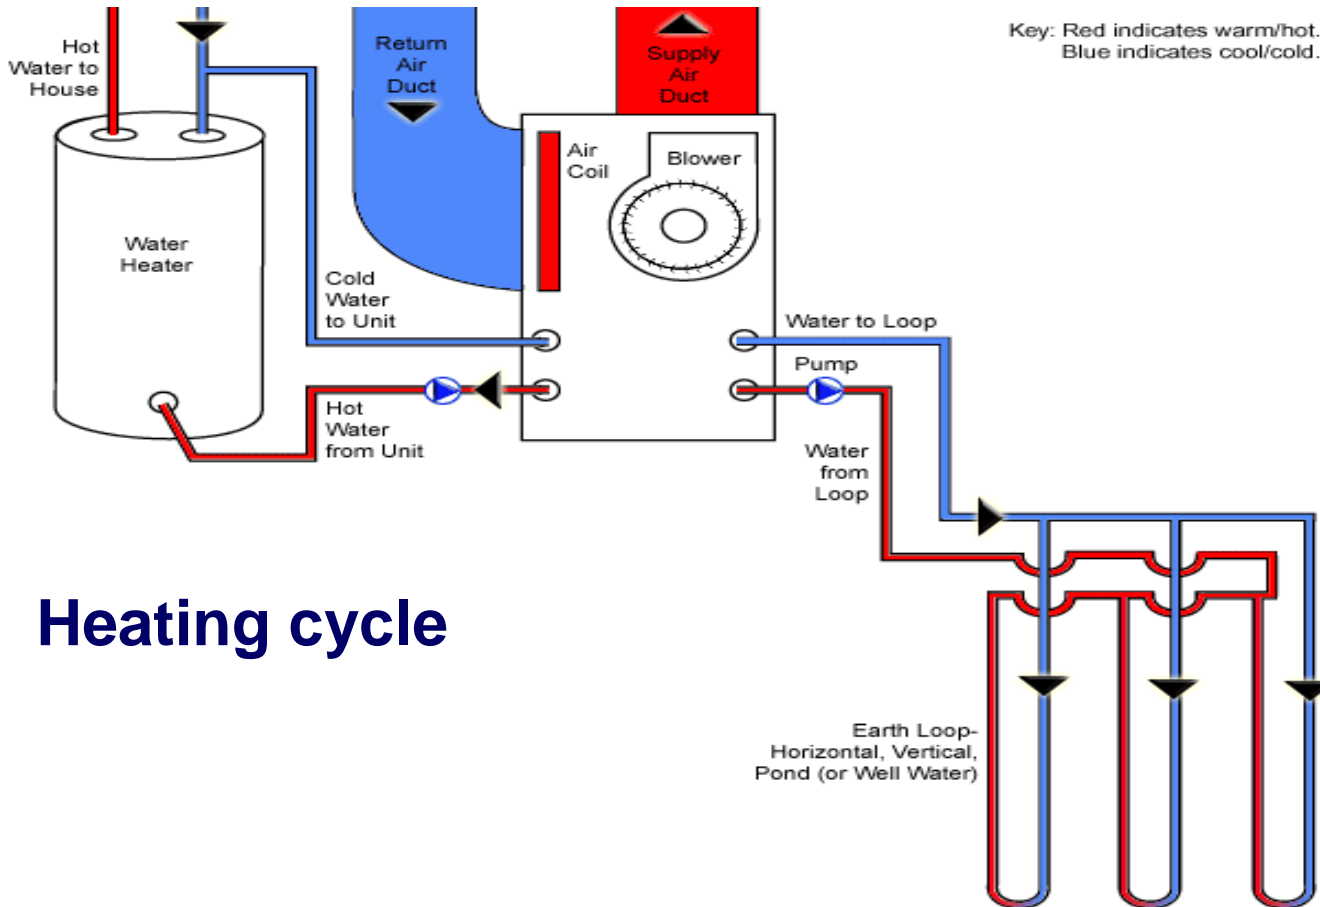 Key: Red indicates warm/hot.
Blue indicates cool/cold.
Hot
Water to
House
Return
Air
Duct
Supply
Air
Duct
Air
Coil
Blower
Water
Heater
Cold
Water
to Unit
Water to Loop
Pump
Hot
Water
from Unit
Water
from
Loop
Heating cycle
Earth Loop-
Horizontal, Vertical,
Pond (or Well Water)